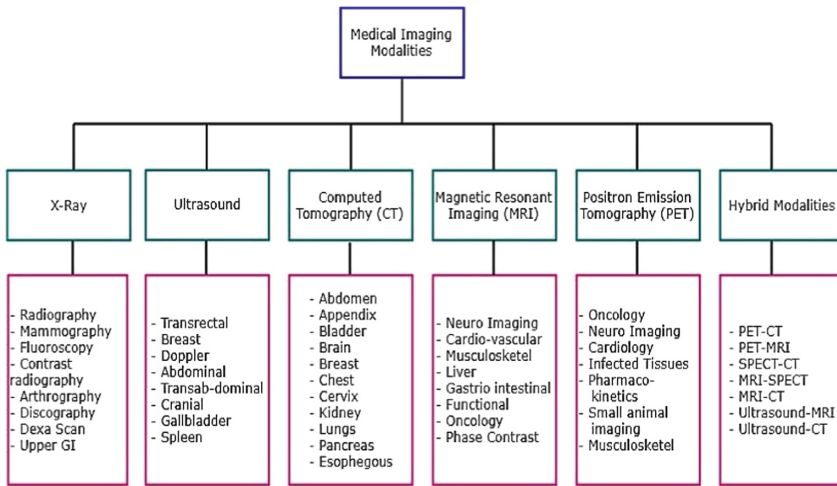 Medical Imaging
Modalities
X-Ray
Ultrasound
Computed
Tomography (CT)
Magnetic Resonant
Imaging (MRI)
Positron Emission
Tomography (PET)
Hybrid Modalities
- Radiography
- Mammography
- Fluoroscopy
- Contrast
radiography
- Arthrography
- Discography
- Dexa Scan
- Upper GI
- Transrectal
- Breast
- Doppler
- Abdominal
- Transab-dominal
- Cranial
- Gallbladder
- Spleen
- Abdomen
- Appendix
- Bladder
- Brain
- Breast
- Chest
- Cervix
- Kidney
- Lungs
- Pancreas
- Esophegous
- Neuro Imaging
- Cardio-vascular
- Musculosketel
- Liver
- Gastro intestinal
- Functional
- Oncology
- Phase Contrast
- Oncology
- Neuro Imaging
- Cardiology
- Infected Tissues
- Pharmaco-
kinetics
- Small animal
imaging
- Musculosketel
- PET-CT
- PET-MRI
- SPECT-CT
- MRI-SPECT
- MRI-CT
- Ultrasound-MRI
- Ultrasound-CT